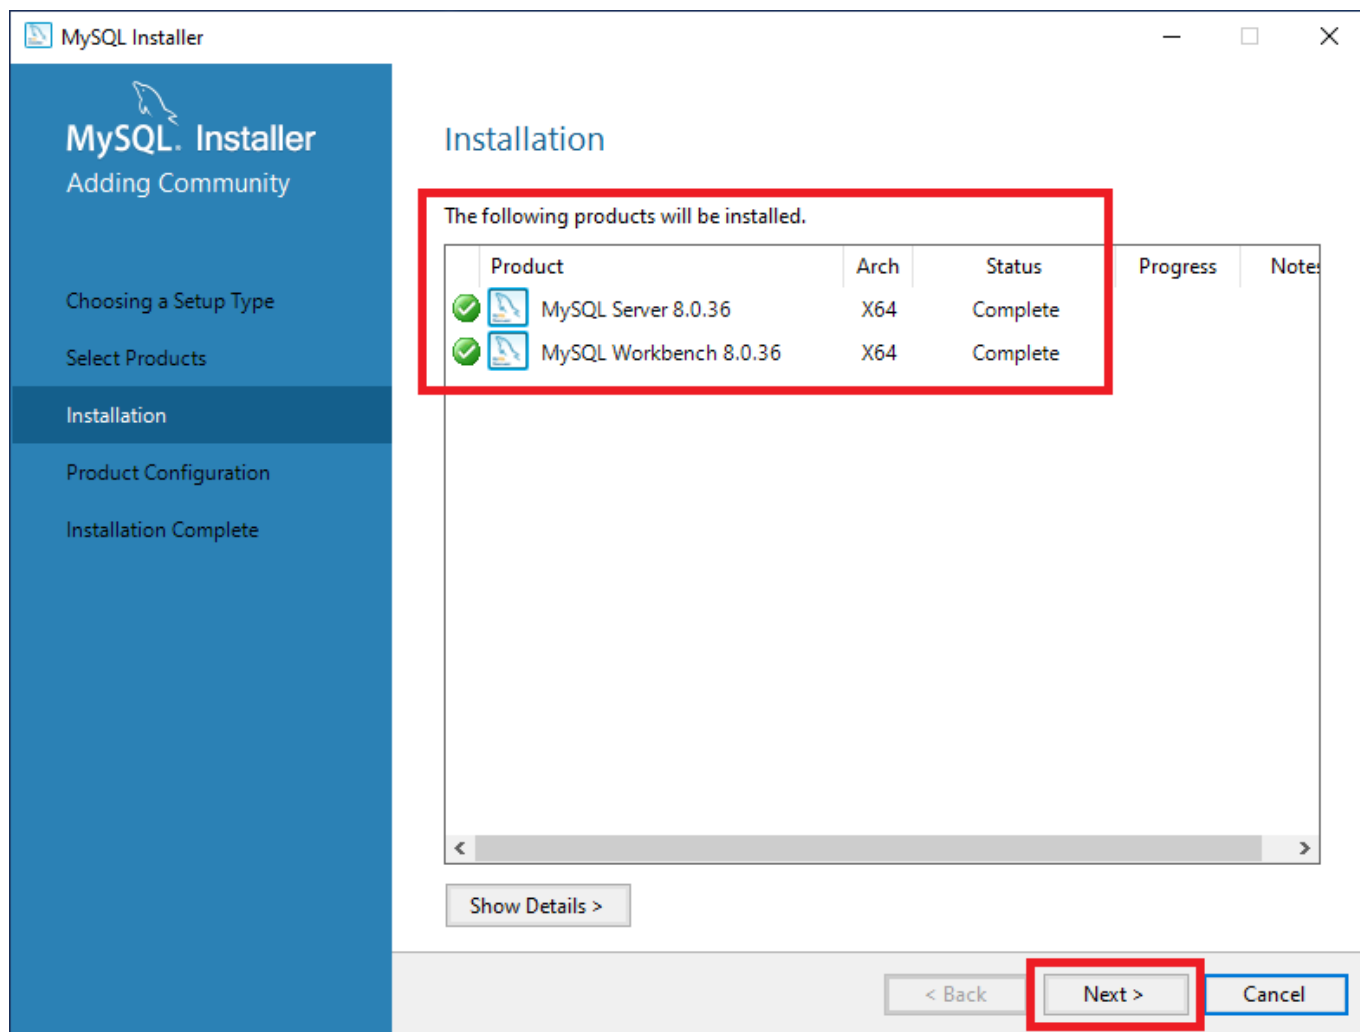 MySQL Installer
MySQL. Installer
Adding Community
Choosing a Setup Type
Select Products
Installation
Product Configuration
Installation Complete
Installation
The following products will be installed.
Product Arch Status Progress Notes
MySQL Server 8.0.36 X64 Complete
MySQL Workbench 8.0.36 X64 Complete
Show Details >
< Back Next > Cancel